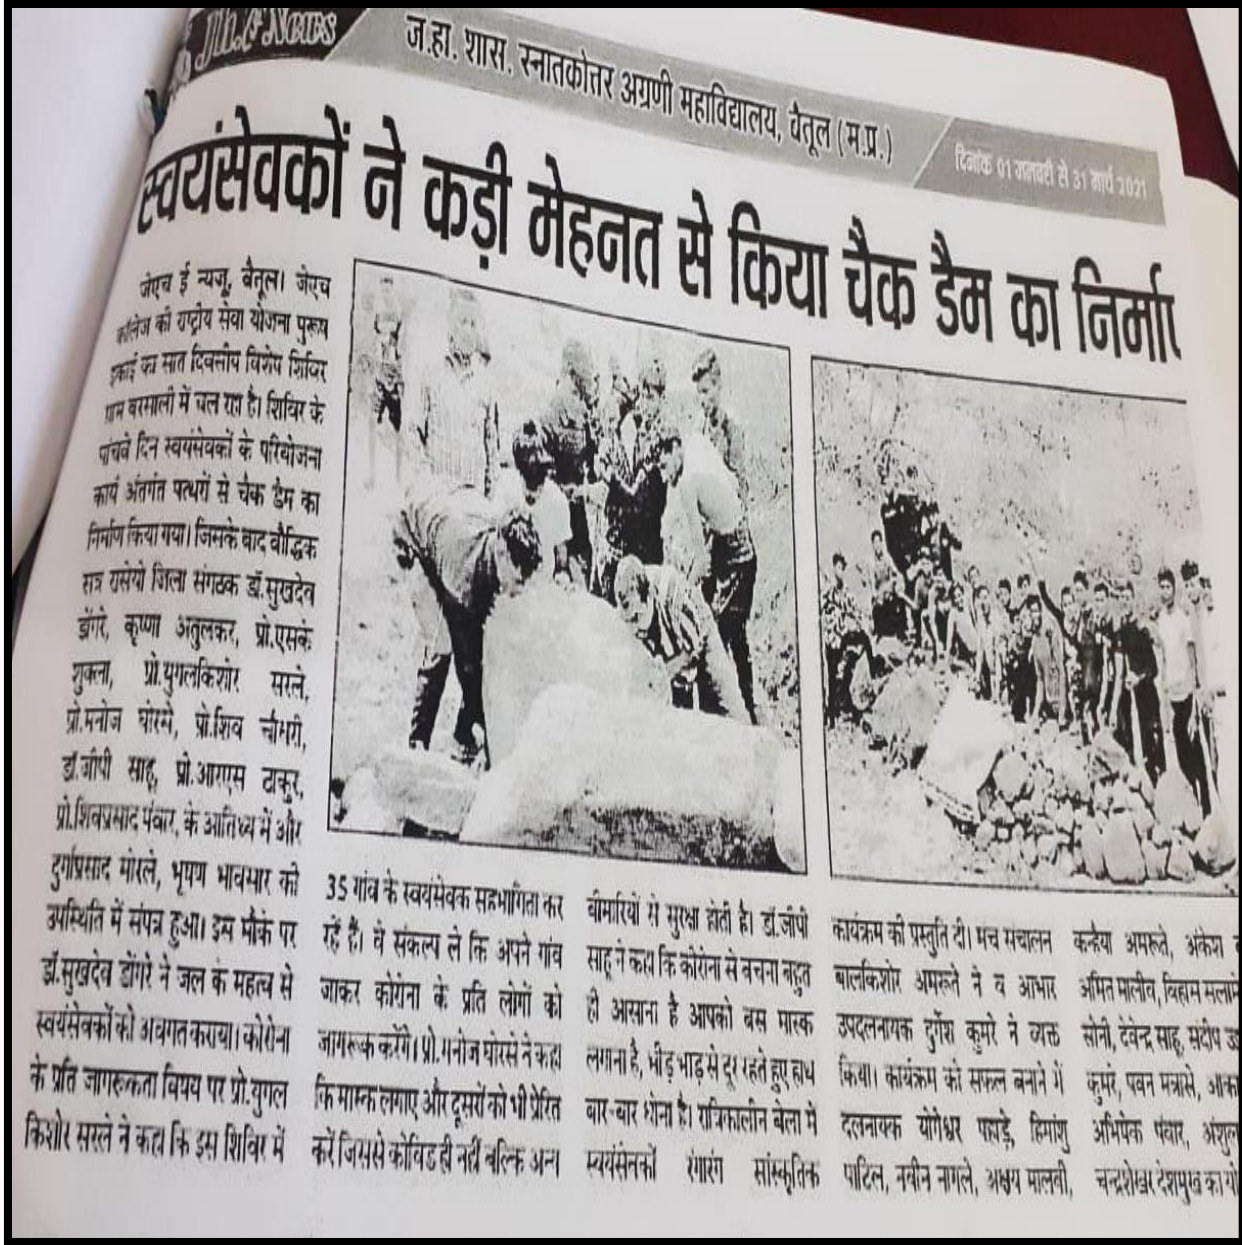 J.H.C News
ज.हा. शास. स्नातकोत्तर अग्रणी महाविद्यालय, बैतूल (म.प्र.)
दिनांक 01 जनवरी से 31 मार्च 2021
स्वयंसेवकों ने कड़ी मेहनत से किया चैक डैम का निर्मा
जेएच ई न्यजू, बैतूल। जेएच
कॉलेज की राष्ट्रीय सेवा योजना पुरूष
इकाई का सात दिवसीय विशेष शिविर
ग्राम बरसाली में चल रहा है। शिविर के
पांचवे दिन स्वयंसेवकों के परियोजना
कार्य अंतर्गत पत्थरों से चेक डैम का
निर्माण किया गया। जिसके बाद बौद्धिक
सत्र रासेयो जिला संगठक डॉ.सुखदेव
डोंगरे, कृष्णा अतुलकर, प्रो.एसके
शुक्ला, प्रो.युगलकिशोर सरले,
प्रो.मनोज घोरसे, प्रो.शिव चौधरी,
डॉ.जीपी साहू, प्रो.आरएस ठाकुर,
प्रो.शिवप्रसाद पंवार, के आतिथ्य में और
दुर्गाप्रसाद मोरले, भूषण भावसार की
उपस्थिति में संपन्न हुआ। इस मौके पर
डॉ.सुखदेव डोंगरे ने जल के महत्व से
स्वयंसेवकों को अवगत कराया। कोरोना
के प्रति जागरूकता विषय पर प्रो.युगल
किशोर सरले ने कहा कि इस शिविर में
35 गांव के स्वयंसेवक सहभागिता कर
रहें हैं। वे संकल्प ले कि अपने गांव
जाकर कोरोना के प्रति लोगों को
जागरूक करेंगे। प्रो.मनोज घोरसे ने कहा
कि मास्क लगाए और दूसरों को भी प्रेरित
करें जिससे कोविड ही नहीं बल्कि अन्य
बीमारियों से सुरक्षा होती है। डॉ.जीपी
साहू ने कहा कि कोरोना से बचना बहुत
ही आसाना है आपको बस मास्क
लगाना है, भीड़ भाड़ से दूर रहते हुए हाथ
बार-बार धोना है। रात्रिकालीन बेला में
स्वयंसेवकों रंगारंग सांस्कृतिक
कार्यक्रम की प्रस्तुति दी। मंच संचालन
बालकिशोर अमरूते ने व आभार
उपदलनायक दुर्गेश कुमरे ने व्यक्त
किया। कार्यक्रम को सफल बनाने में
दलनायक योगेश्वर पहाड़े, हिमांशु
पाटिल, नवीन नागले, अक्षय मालवी,
कन्हैया अमरूते, अंकेश
अमित मालवीव, विहाम सलाम
सोनी, देवेन्द्र साहू, संदीप
कुमरे, पवन मत्रासे, आका
अभिषेक पंवार, अंशुल
चन्द्रशेखर देशमुख का यो